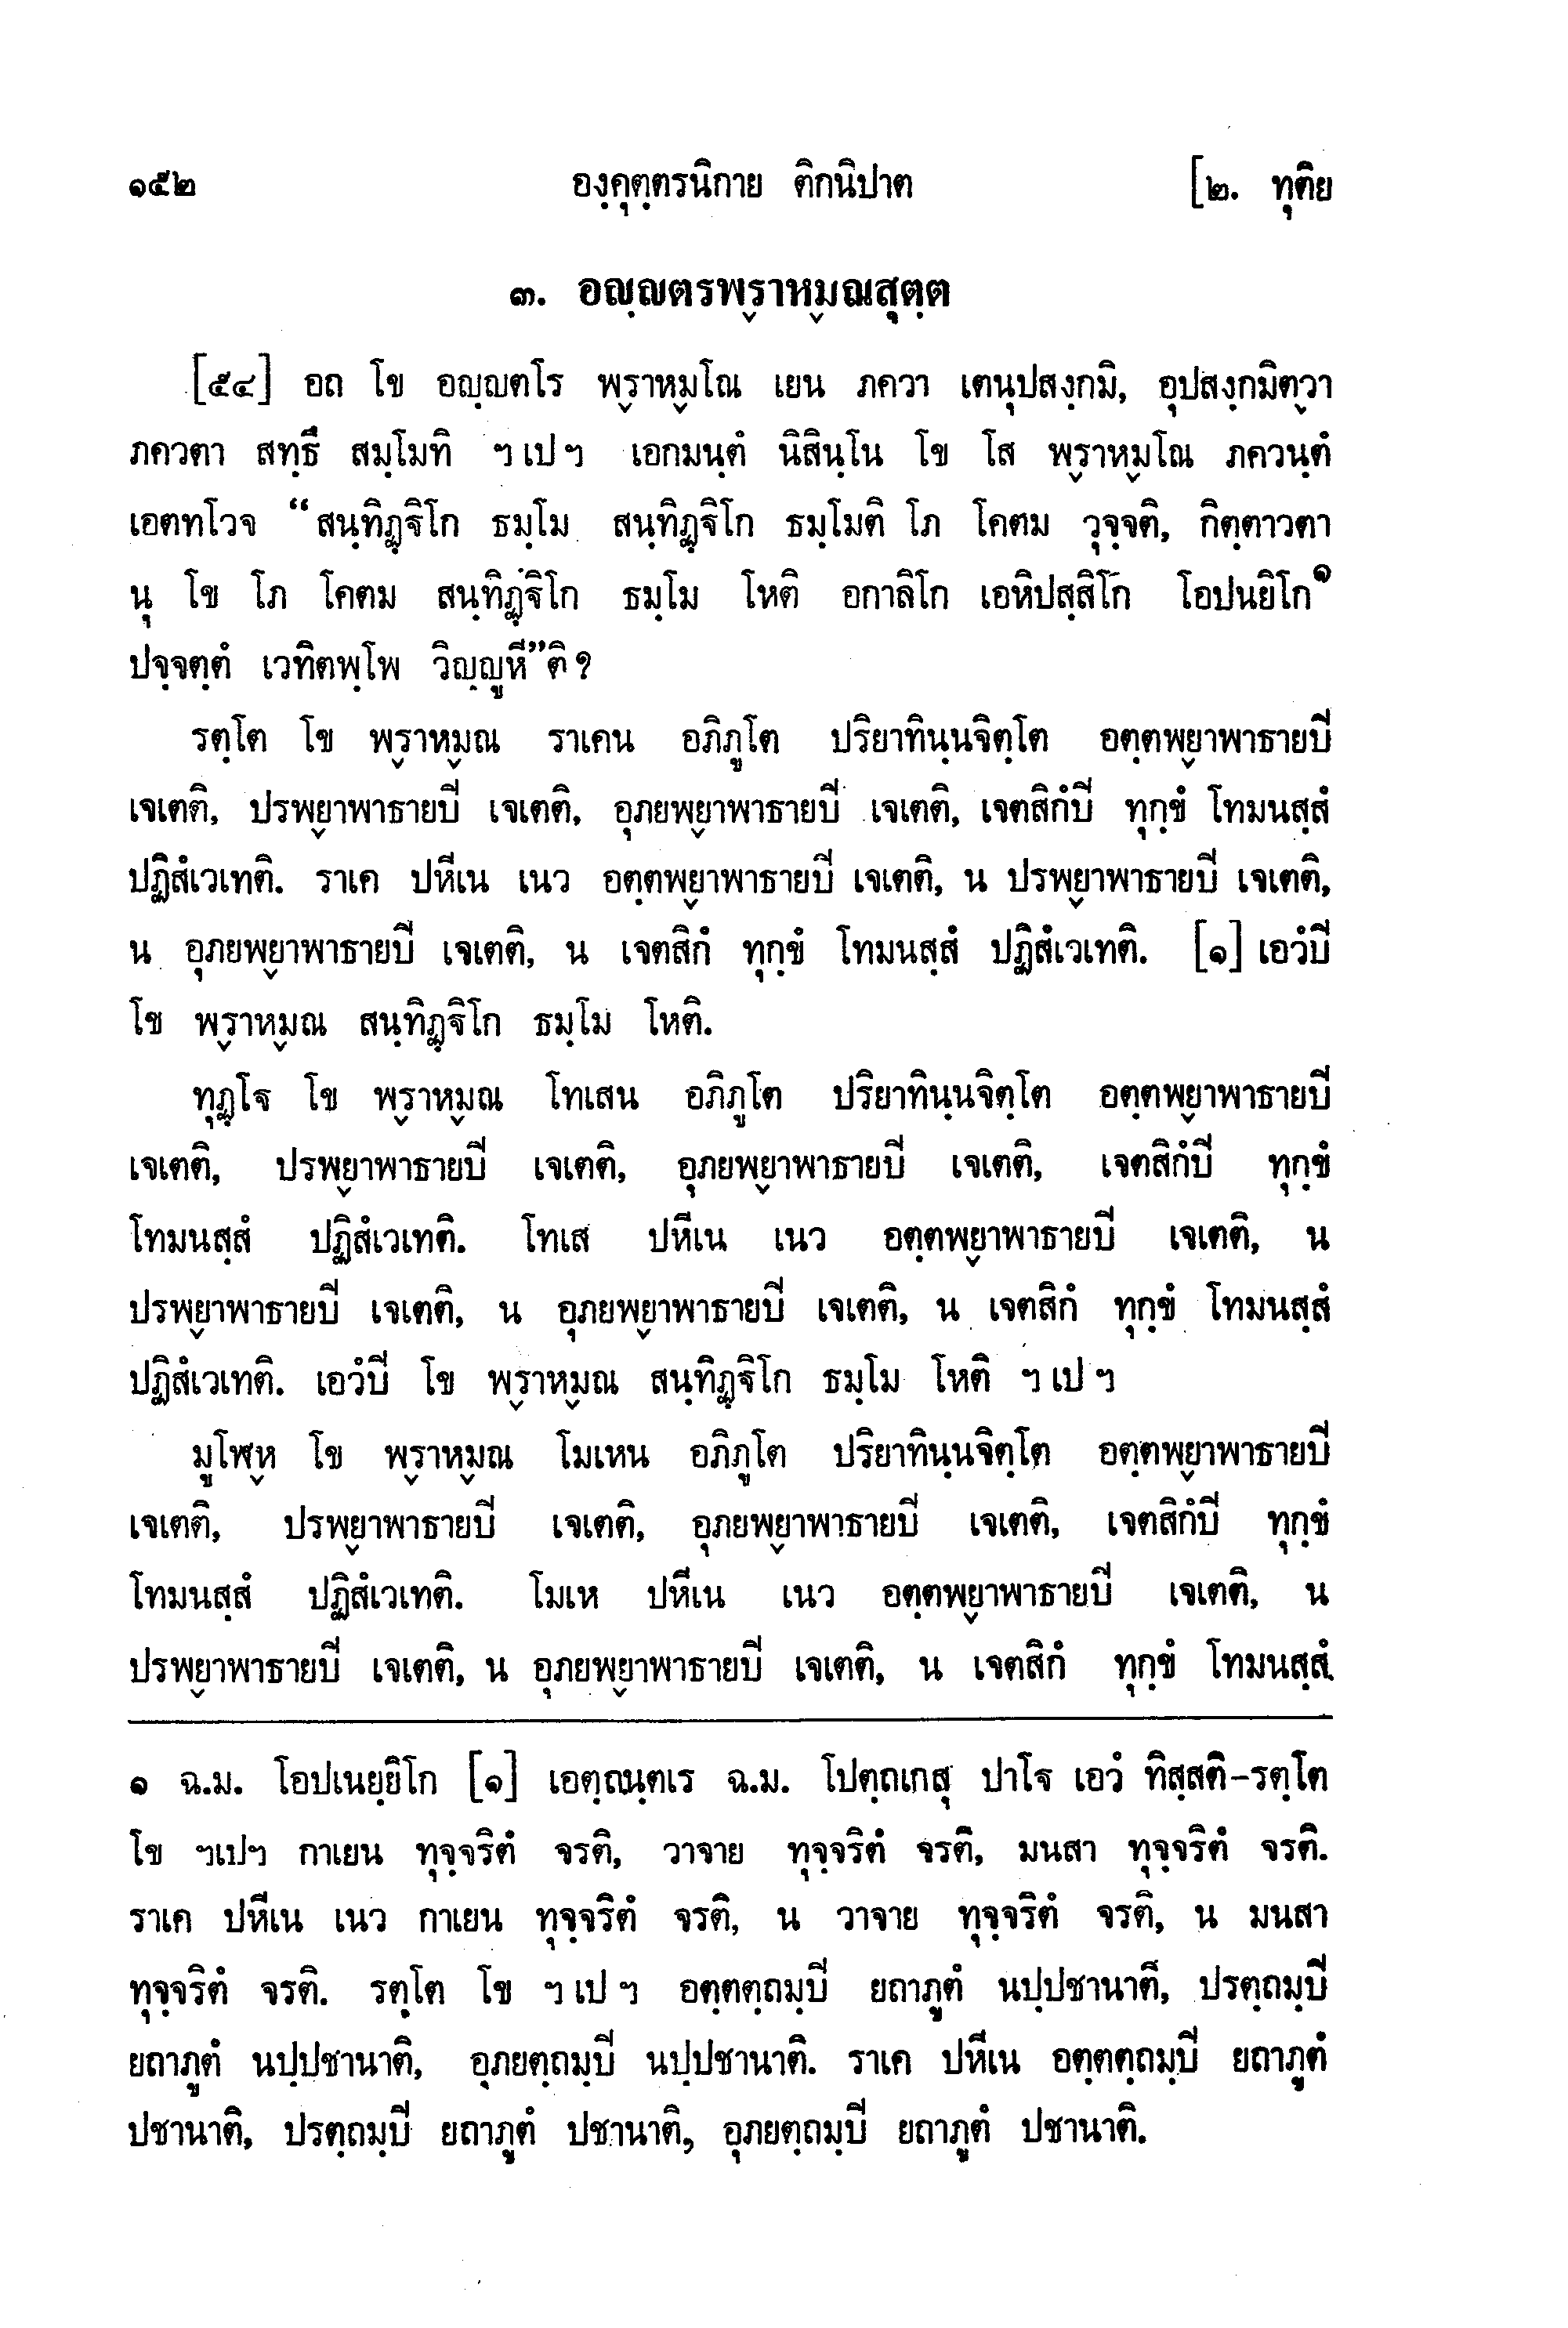 ๑๕๒ องฺคุตฺตรนิกาย ติกนิปาต [๒. ทุติย
๓. อญฺญตรพฺราหฺมณสุตฺต
[๕๔] อถ โข อญฺญตโร พฺราหฺมโณ เยน ภควา เตนุปสงฺกมิ, อุปสงฺกมิตฺวา
ภควตา สทฺธึ สมฺโมทิ ฯ เป ฯ เอกมนฺตํ นิสินฺโน โข โส พฺราหฺมโณ ภควนฺตํ
เอตทโวจ “สนฺทิฏฺฐิโก ธมฺโม สนฺทิฏฺฐิโก ธมฺโมติ โภ โคตม วุจฺจติ, กิตฺตาวตา
นุ โข โภ โคตม สนฺทิฏฺฐิโก ธมฺโม โหติ อกาลิโก เอหิปสฺสิโก โอปนยิโก๑
ปจฺจตฺตํ เวทิตพฺโพ วิญฺญูหี”ติ ?
รตฺโต โข พฺราหฺมณ ราเคน อภิภูโต ปริยาทินฺนจิตฺโต อตฺตพฺยาพาธายปี
เจเตติ, ปรพฺยาพาธายปี เจเตติ, อุภยพฺยาพาธายปี เจเตติ, เจตสิกํปี ทุกฺขํ โทมนสฺสํ
ปฏิสํเวเทติ. ราเค ปหีเน เนว อตฺตพฺยาพาธายปี เจเตติ, น ปรพฺยาพาธายปี เจเตติ,
น อุภยพฺยาพาธายปี เจเตติ, น เจตสิกํ ทุกฺขํ โทมนสฺสํ ปฏิสํเวเทติ. [๑] เอวํปี
โข พฺราหฺมณ สนฺทิฏฺฐิโก ธมฺโม โหติ.
ทุฏฺโฐ โข พฺราหฺมณ โทเสน อภิภูโต ปริยาทินฺนจิตฺโต อตฺตพฺยาพาธายปี
เจเตติ, ปรพฺยาพาธายปี เจเตติ, อุภยพฺยาพาธายปี เจเตติ, เจตสิกํปี ทุกฺขํ
โทมนสฺสํ ปฏิสํเวเทติ. โทเส ปหีเน เนว อตฺตพฺยาพาธายปี เจเตติ, น
ปรพฺยาพาธายปี เจเตติ, น อุภยพฺยาพาธายปี เจเตติ, น เจตสิกํ ทุกฺขํ โทมนสฺสํ
ปฏิสํเวเทติ. เอวํปี โข พฺราหฺมณ สนฺทิฏฺฐิโก ธมฺโม โหติ ฯ เป ฯ
มูโฬฺห โข พฺราหฺมณ โมเหน อภิภูโต ปริยาทินฺนจิตฺโต อตฺตพฺยาพาธายปี
เจเตติ, ปรพฺยาพาธายปี เจเตติ, อุภยพฺยาพาธายปี เจเตติ, เจตสิกํปี ทุกฺขํ
โทมนสฺสํ ปฏิสํเวเทติ. โมเห ปหีเน เนว อตฺตพฺยาพาธายปี เจเตติ, น
ปรพฺยาพาธายปี เจเตติ, น อุภยพฺยาพาธายปี เจเตติ, น เจตสิกํ ทุกฺขํ โทมนสฺสํ
๑ ฉ.ม. โอปเนยฺยิโก [๑] เอตฺถนฺตเร ฉ.ม. โปตฺถเกสุ ปาโฐ เอวํ ทิสฺสติ-รตฺโต
โข ฯเปฯ กาเยน ทุจฺจริตํ จรติ, วาจาย ทุจฺจริตํ จรติ, มนสา ทุจฺจริตํ จรติ.
ราเค ปหีเน เนว กาเยน ทุจฺจริตํ จรติ, น วาจาย ทุจฺจริตํ จรติ, น มนสา
ทุจฺจริตํ จรติ. รตฺโต โข ฯ เป ฯ อตฺตตฺถมฺปี ยถาภูตํ นปฺปชานาติ, ปรตฺถมฺปี
ยถาภูตํ นปฺปชานาติ, อุภยตฺถมฺปี นปฺปชานาติ. ราเค ปหีเน อตฺตตฺถมฺปี ยถาภูตํ
ปชานาติ, ปรตฺถมฺปี ยถาภูตํ ปชานาติ, อุภยตฺถมฺปี ยถาภูตํ ปชานาติ.